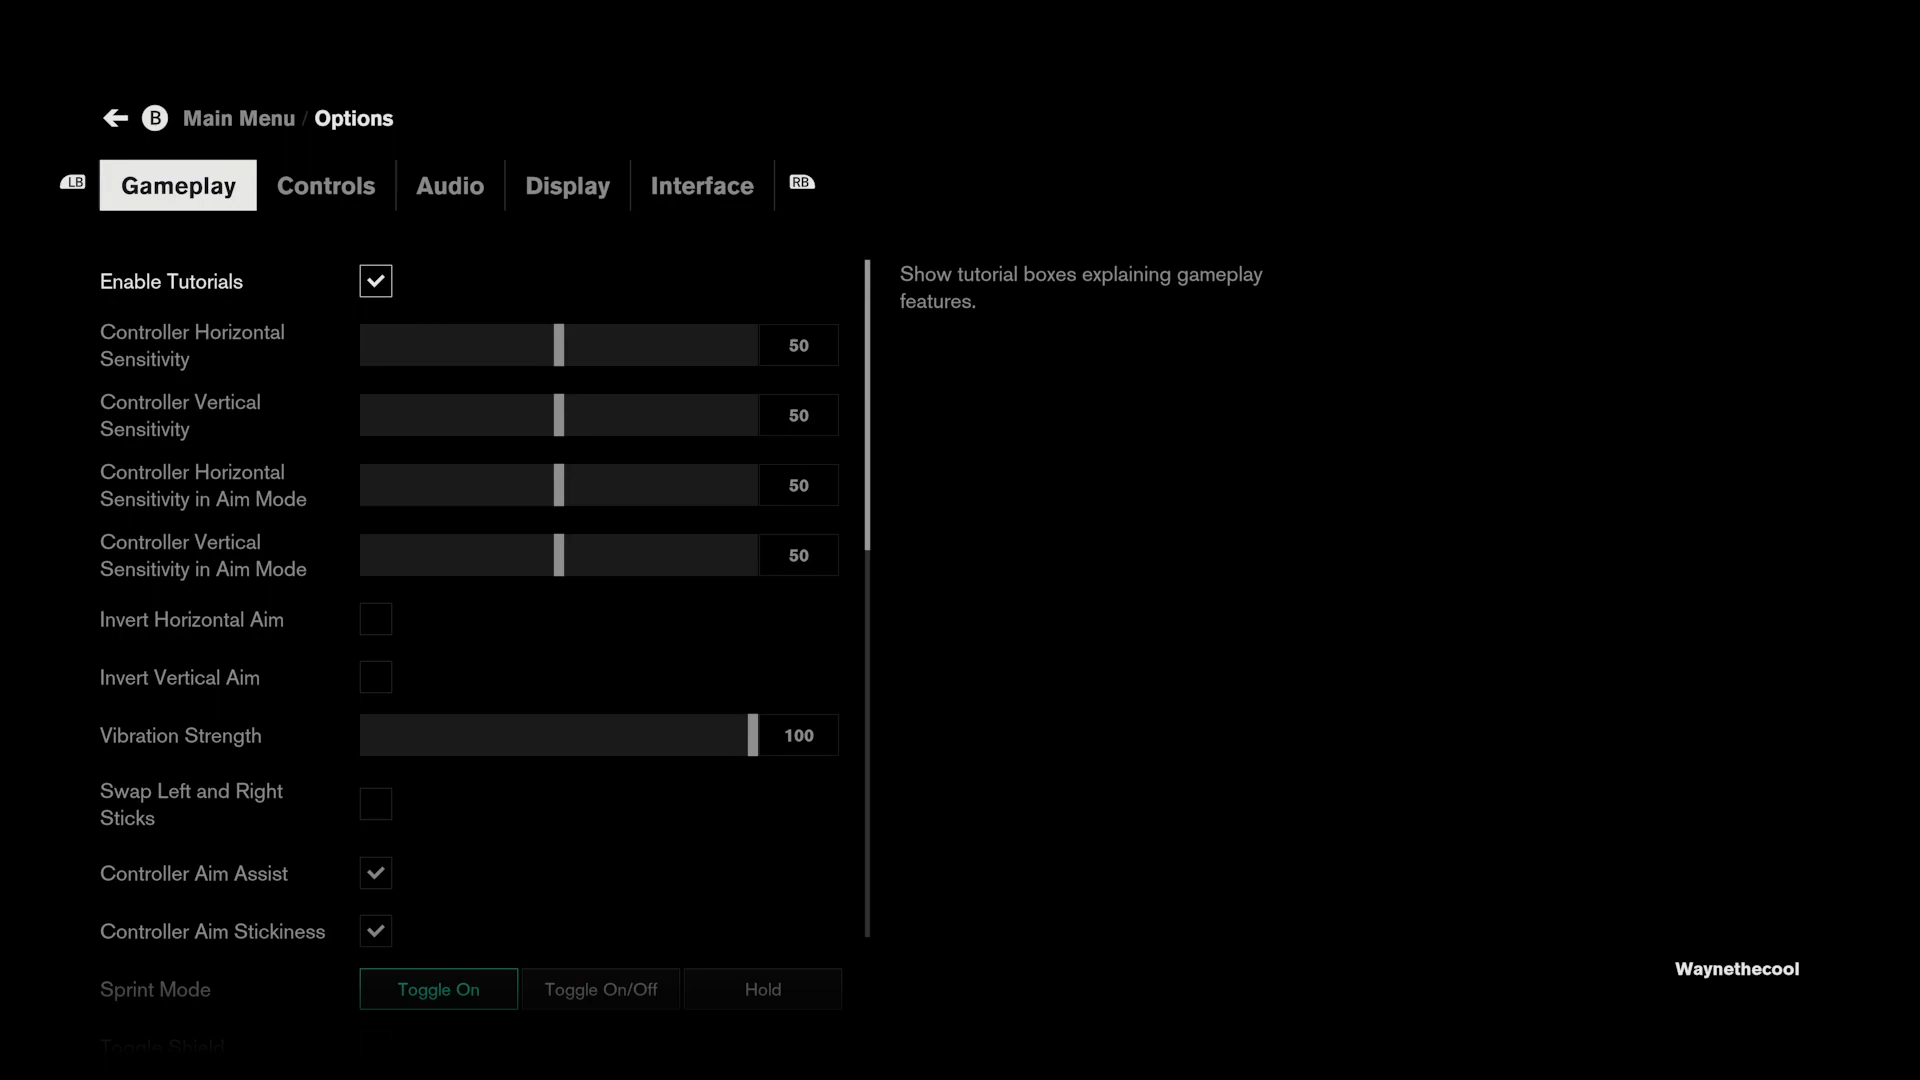 B Main Menu / Options
LB Gameplay Controls Audio Display Interface RB
Enable Tutorials
Show tutorial boxes explaining gameplay
features.
Controller Horizontal
Sensitivity
50
Controller Vertical
Sensitivity
50
Controller Horizontal
Sensitivity in Aim Mode
50
Controller Vertical
Sensitivity in Aim Mode
50
Invert Horizontal Aim
Invert Vertical Aim
Vibration Strength
100
Swap Left and Right
Sticks
Controller Aim Assist
Controller Aim Stickiness
Sprint Mode
Toggle On Toggle On/Off Hold
Toggle Shield
Waynethecool